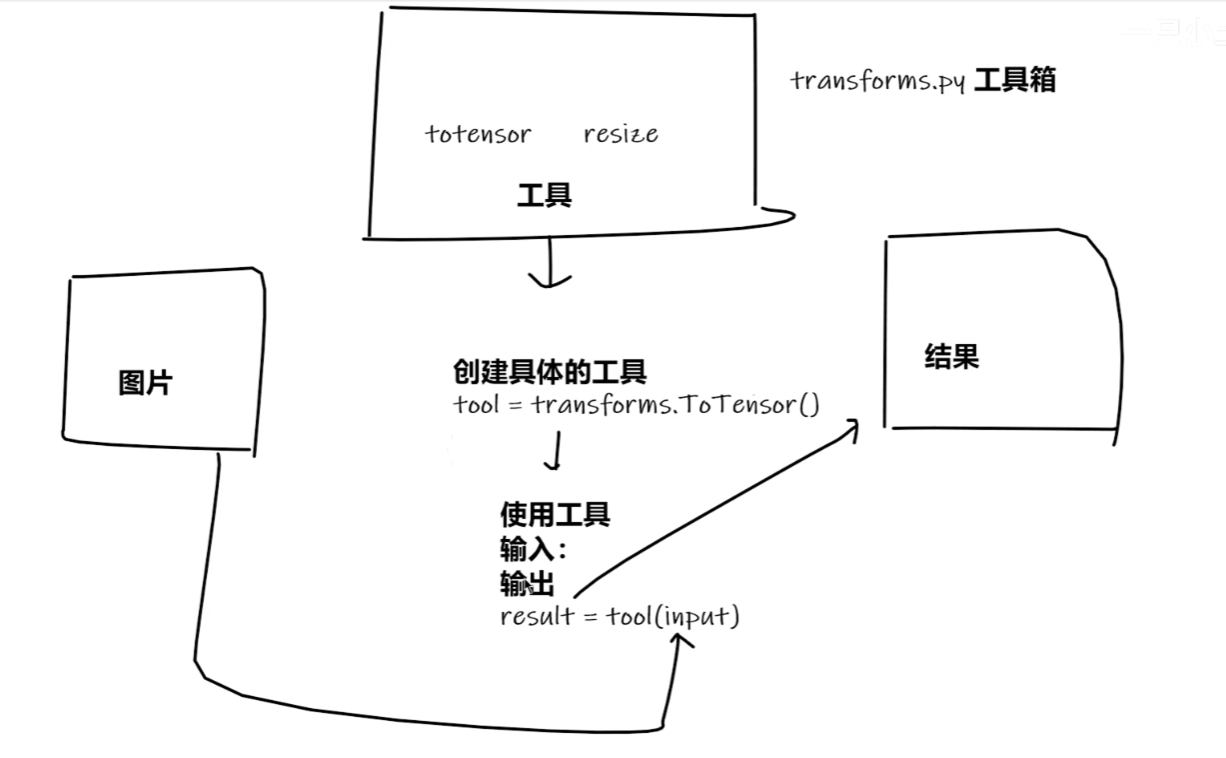 transforms.py 工具箱
totensor resize
工具
图片
创建具体的工具
tool = transforms.ToTensor()
结果
使用工具
输入：
输出
result = tool(input)